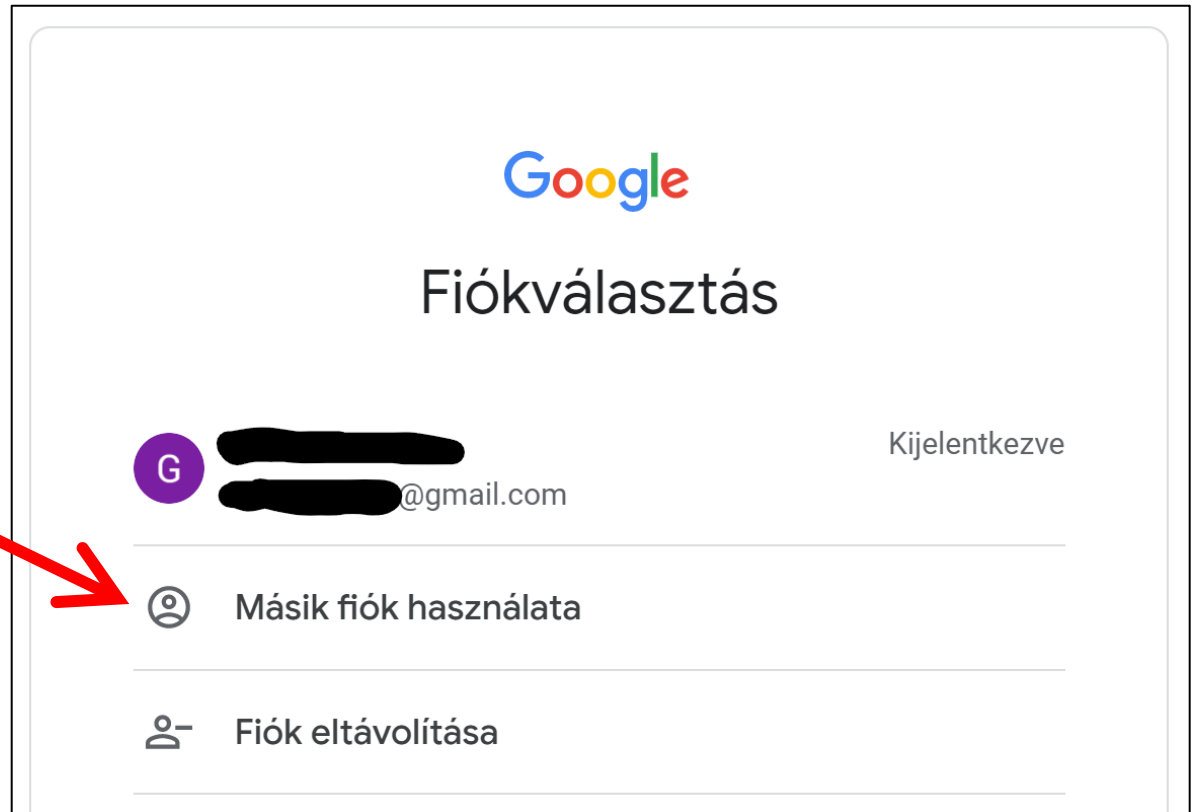 Google
Fiókválasztás
G
Kijelentkezve
@gmail.com
Másik fiók használata
Fiók eltávolítása